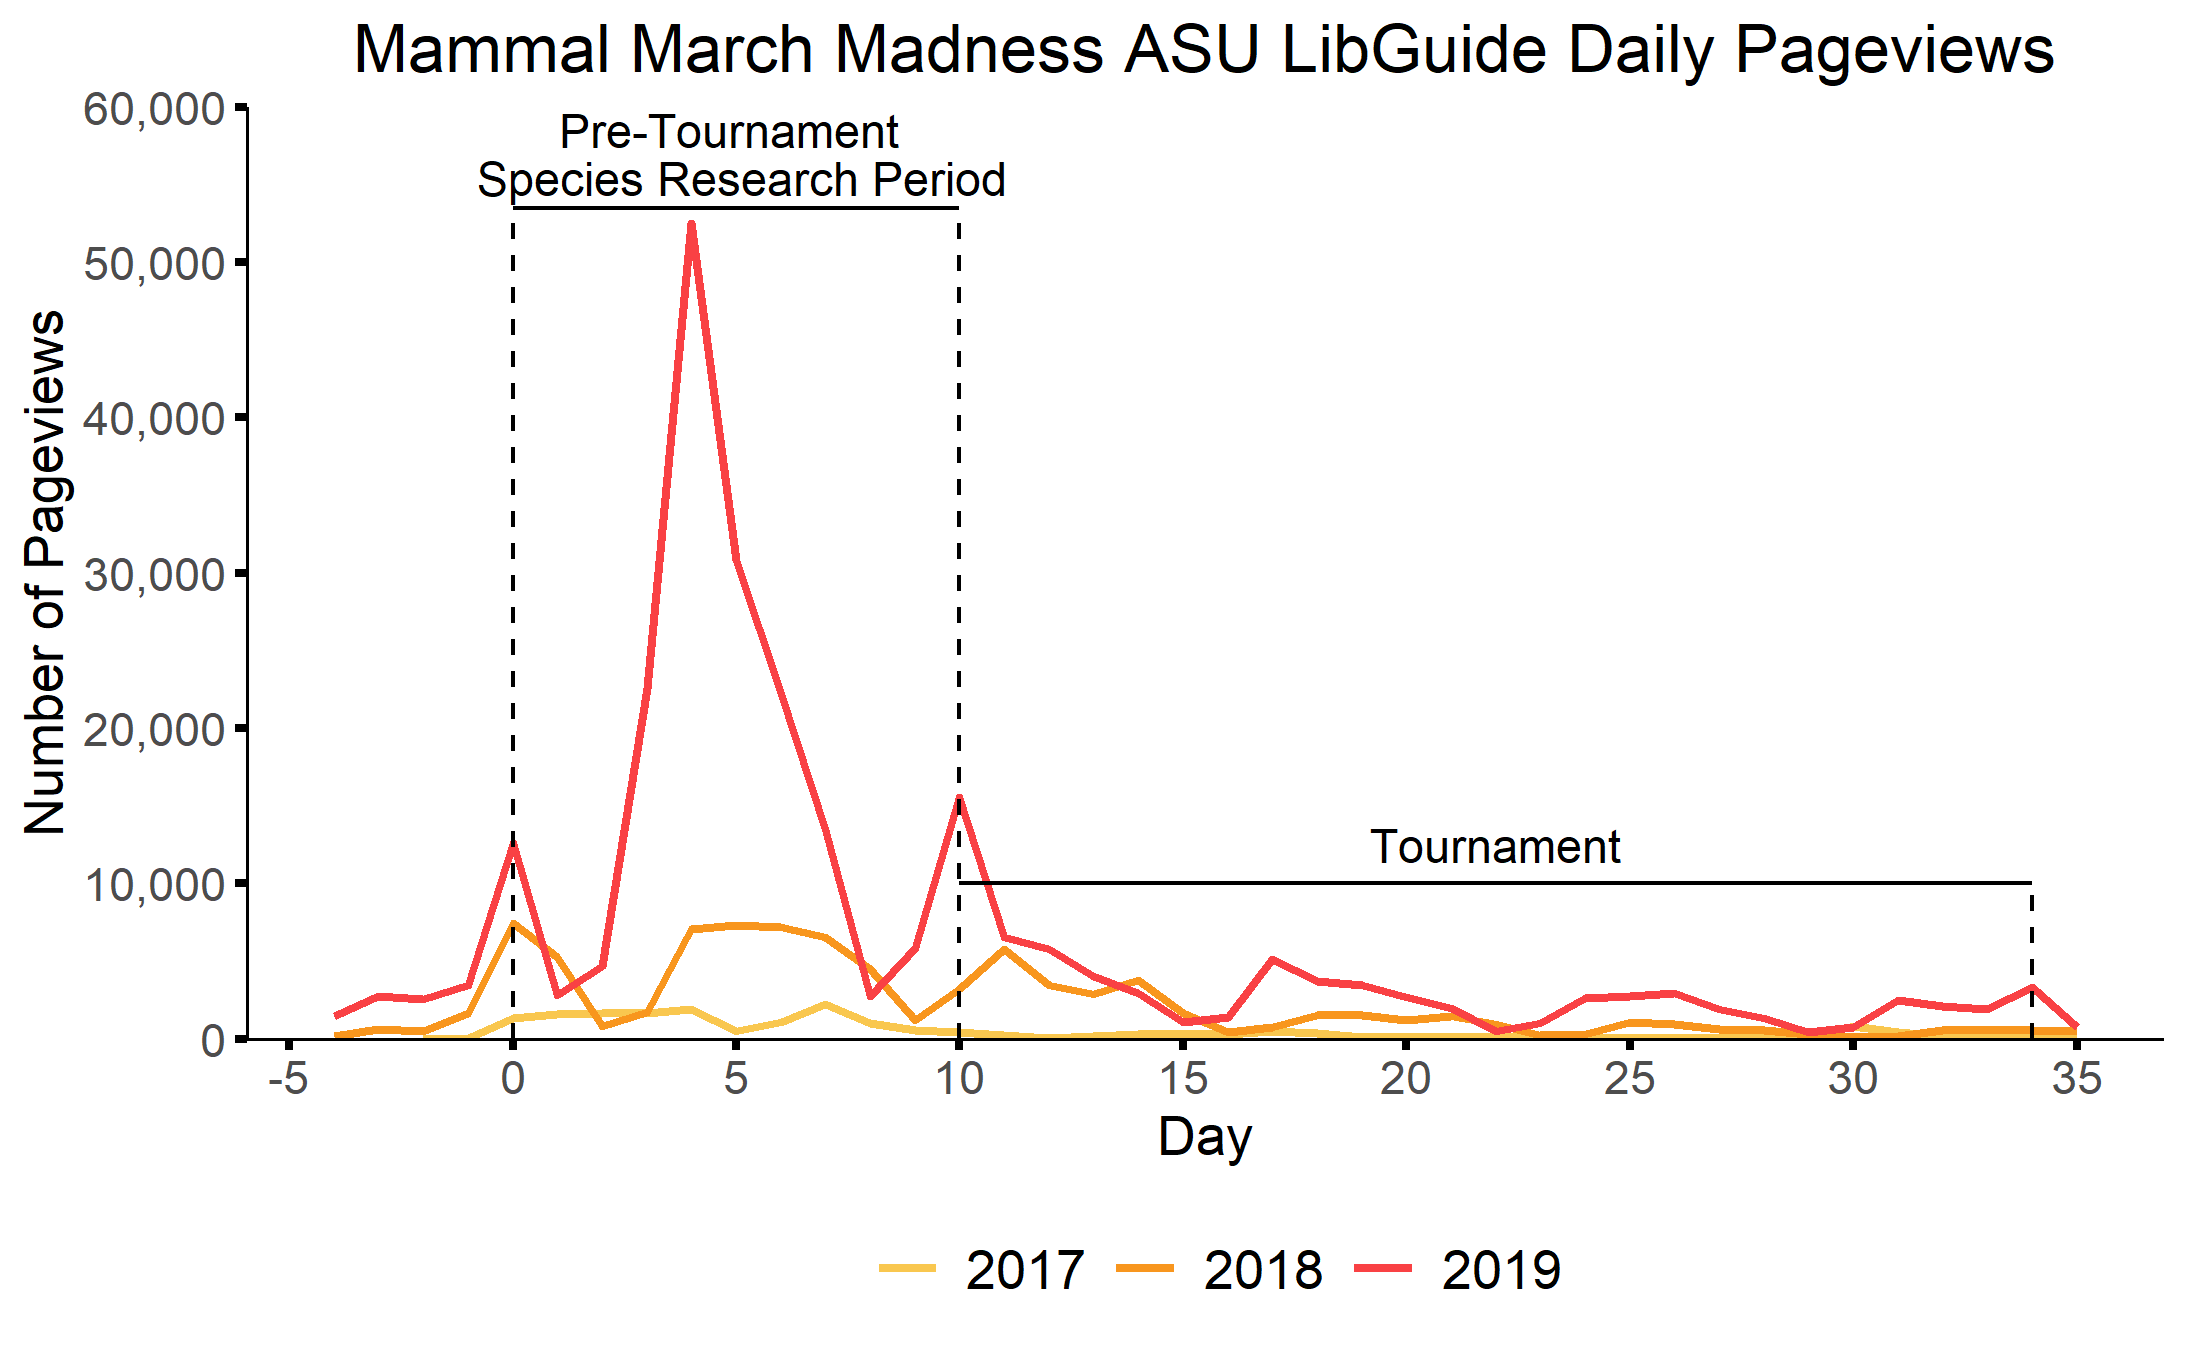 Mammal March Madness ASU LibGuide Daily Pageviews
60,000
50,000
40,000
30,000
20,000
10,000
0
Number of Pageviews
Pre-Tournament
Species Research Period
Tournament
-5 0 5 10 15 20 25 30 35
Day
2017 2018 2019